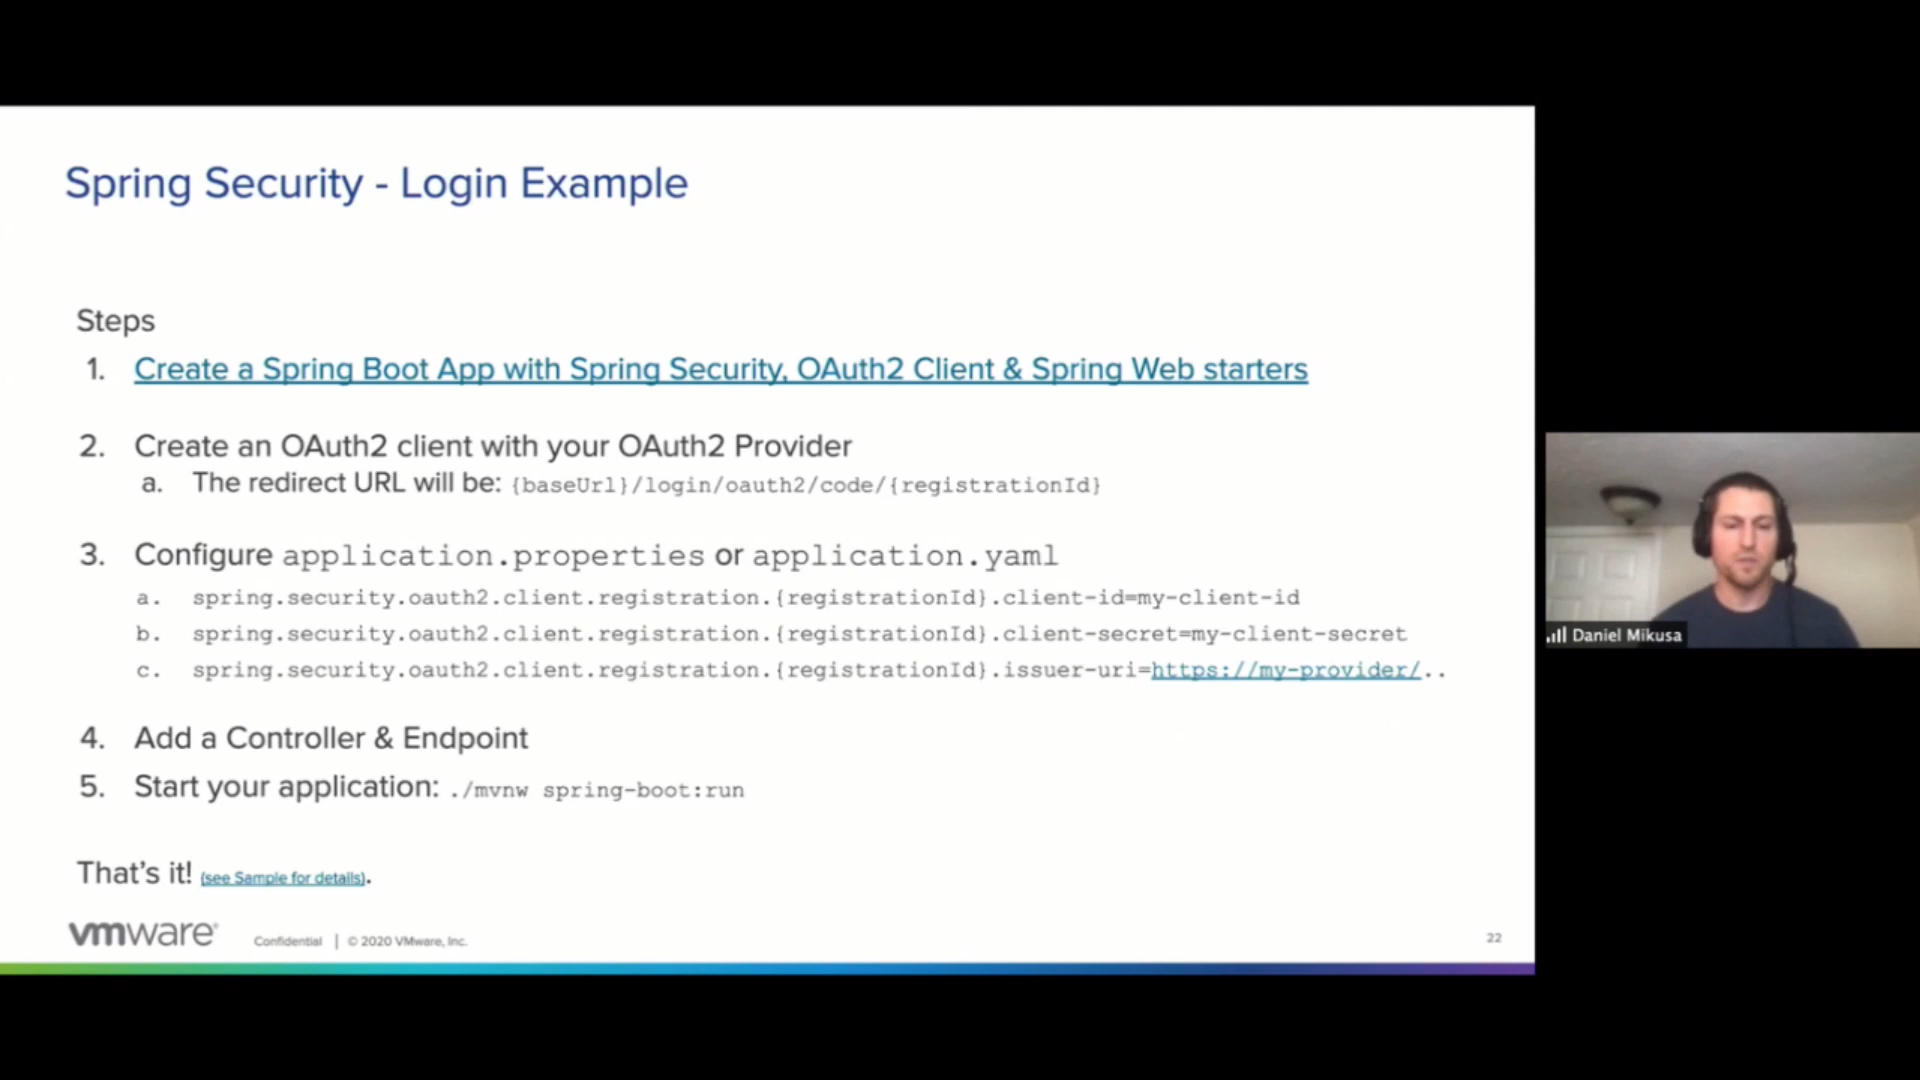 Spring Security - Login Example
Steps
1. Create a Spring Boot App with Spring Security, OAuth2 Client & Spring Web starters
2. Create an OAuth2 client with your OAuth2 Provider
a. The redirect URL will be: {baseUrl}/login/oauth2/code/{registrationId}
3. Configure application.properties or application.yaml
a. spring.security.oauth2.client.registration.{registrationId}.client-id=my-client-id
b. spring.security.oauth2.client.registration.{registrationId}.client-secret=my-client-secret
c. spring.security.oauth2.client.registration.{registrationId}.issuer-uri=https://my-provider/..
Daniel Mikusa
4. Add a Controller & Endpoint
5. Start your application: ./mvnw spring-boot:run
That's it! (see Sample for details).
vmware® Confidential | © 2020 VMware, Inc. 22